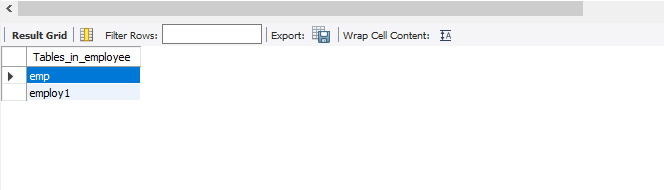 Result Grid Filter Rows: Export: Wrap Cell Content:
Tables_in_employee
emp
employ1